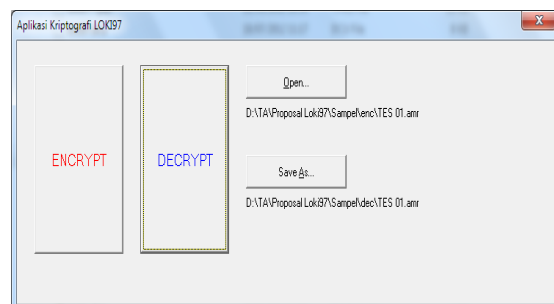 Aplikasi Kriptografi LOKI97
ENCRYPT
DECRYPT
Open...
D:\TA\Proposal Loki97\Sampel\enc\TES 01.amr
Save As...
D:\TA\Proposal Loki97\Sampel\dec\TES 01.amr